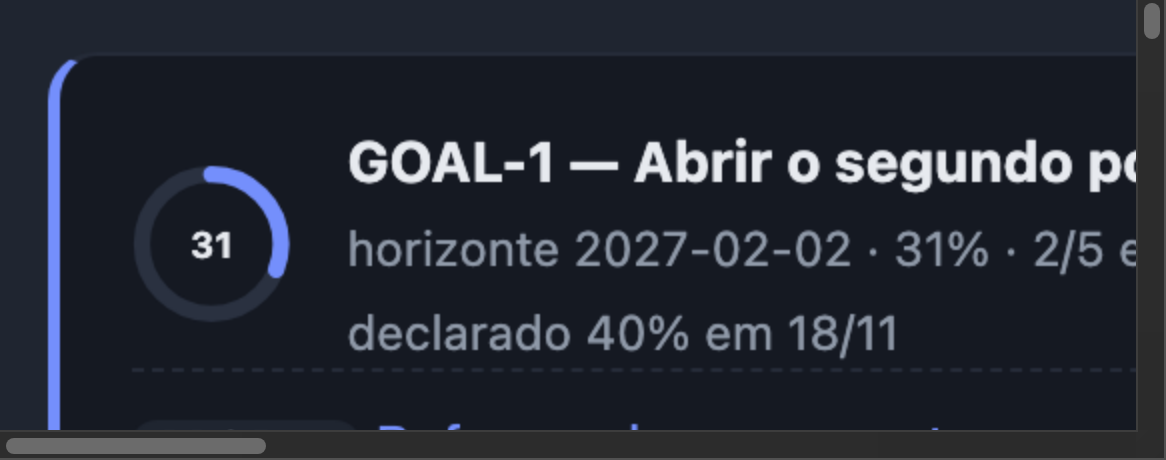 GOAL-1 — Abrir o segundo
31
horizonte 2027-02-02 · 31% · 2/5
declarado 40% em 18/11